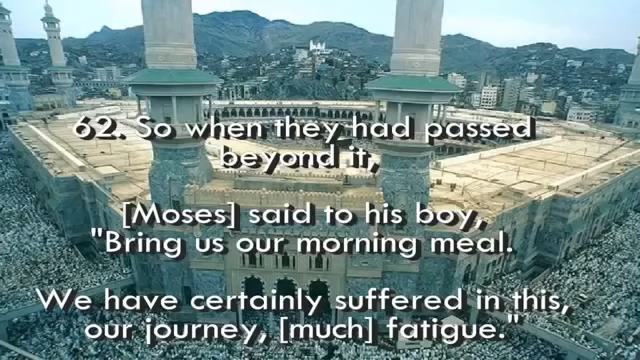 62. So when they had passed
beyond it,
[Moses] said to his boy,
"Bring us our morning meal.
We have certainly suffered in this,
our journey, [much] fatigue."